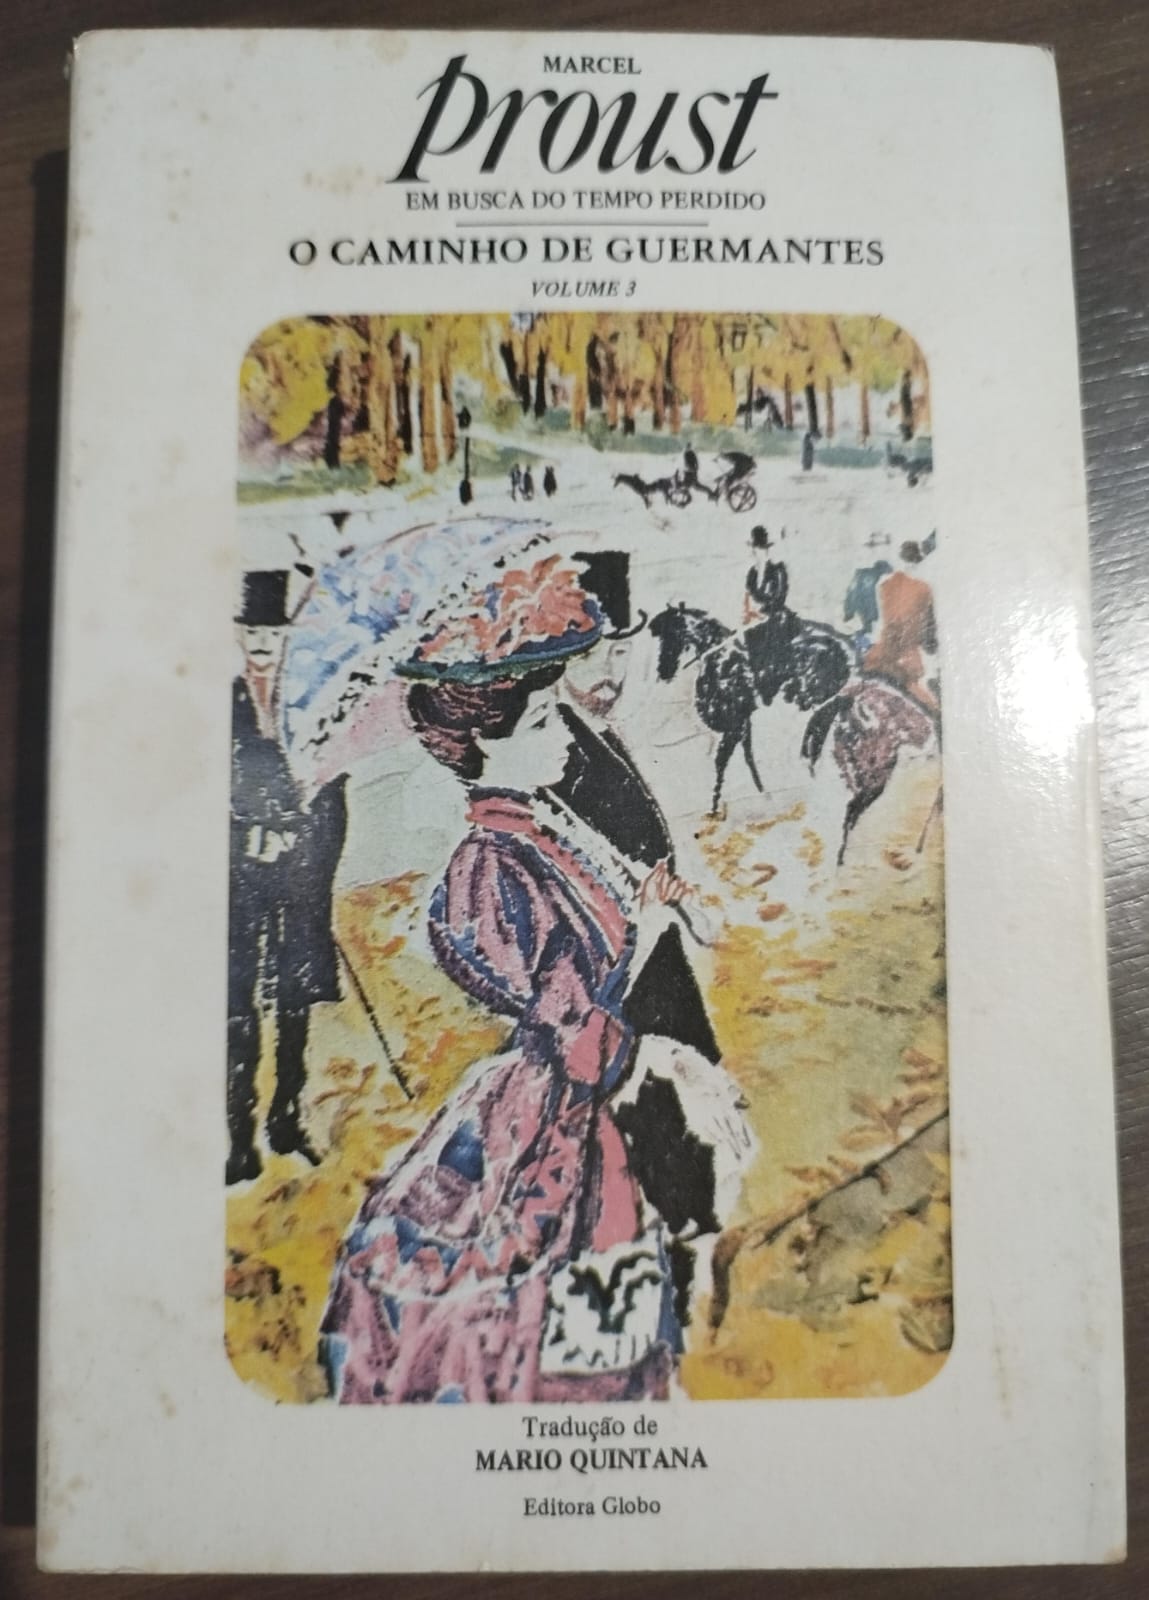 MARCEL
Proust
EM BUSCA DO TEMPO PERDIDO
O CAMINHO DE GUERMANTES
VOLUME 3
Tradução de
MARIO QUINTANA
Editora Globo